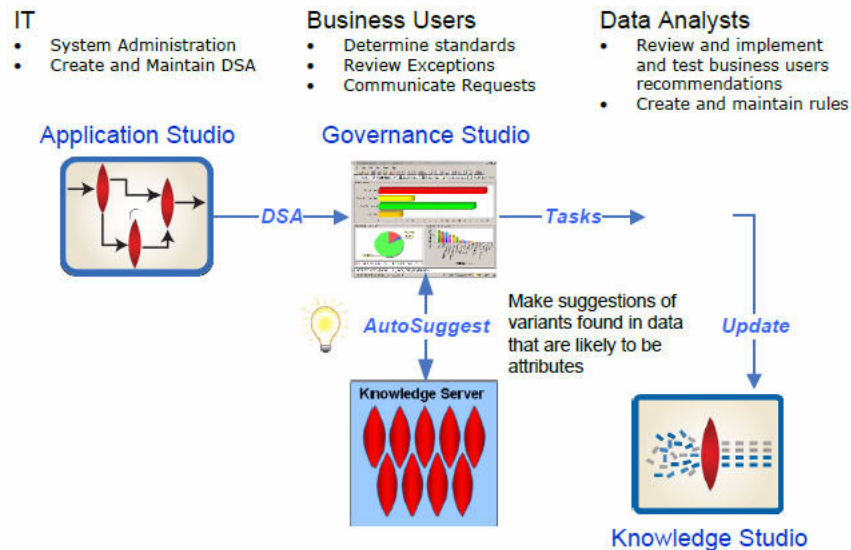 IT
• System Administration
• Create and Maintain DSA
Business Users
• Determine standards
• Review Exceptions
• Communicate Requests
Data Analysts
• Review and implement
and test business users
recommendations
• Create and maintain rules
Application Studio
Governance Studio
DSA
Tasks
AutoSuggest
Make suggestions of
variants found in data
that are likely to be
attributes
Update
Knowledge Server
Knowledge Studio